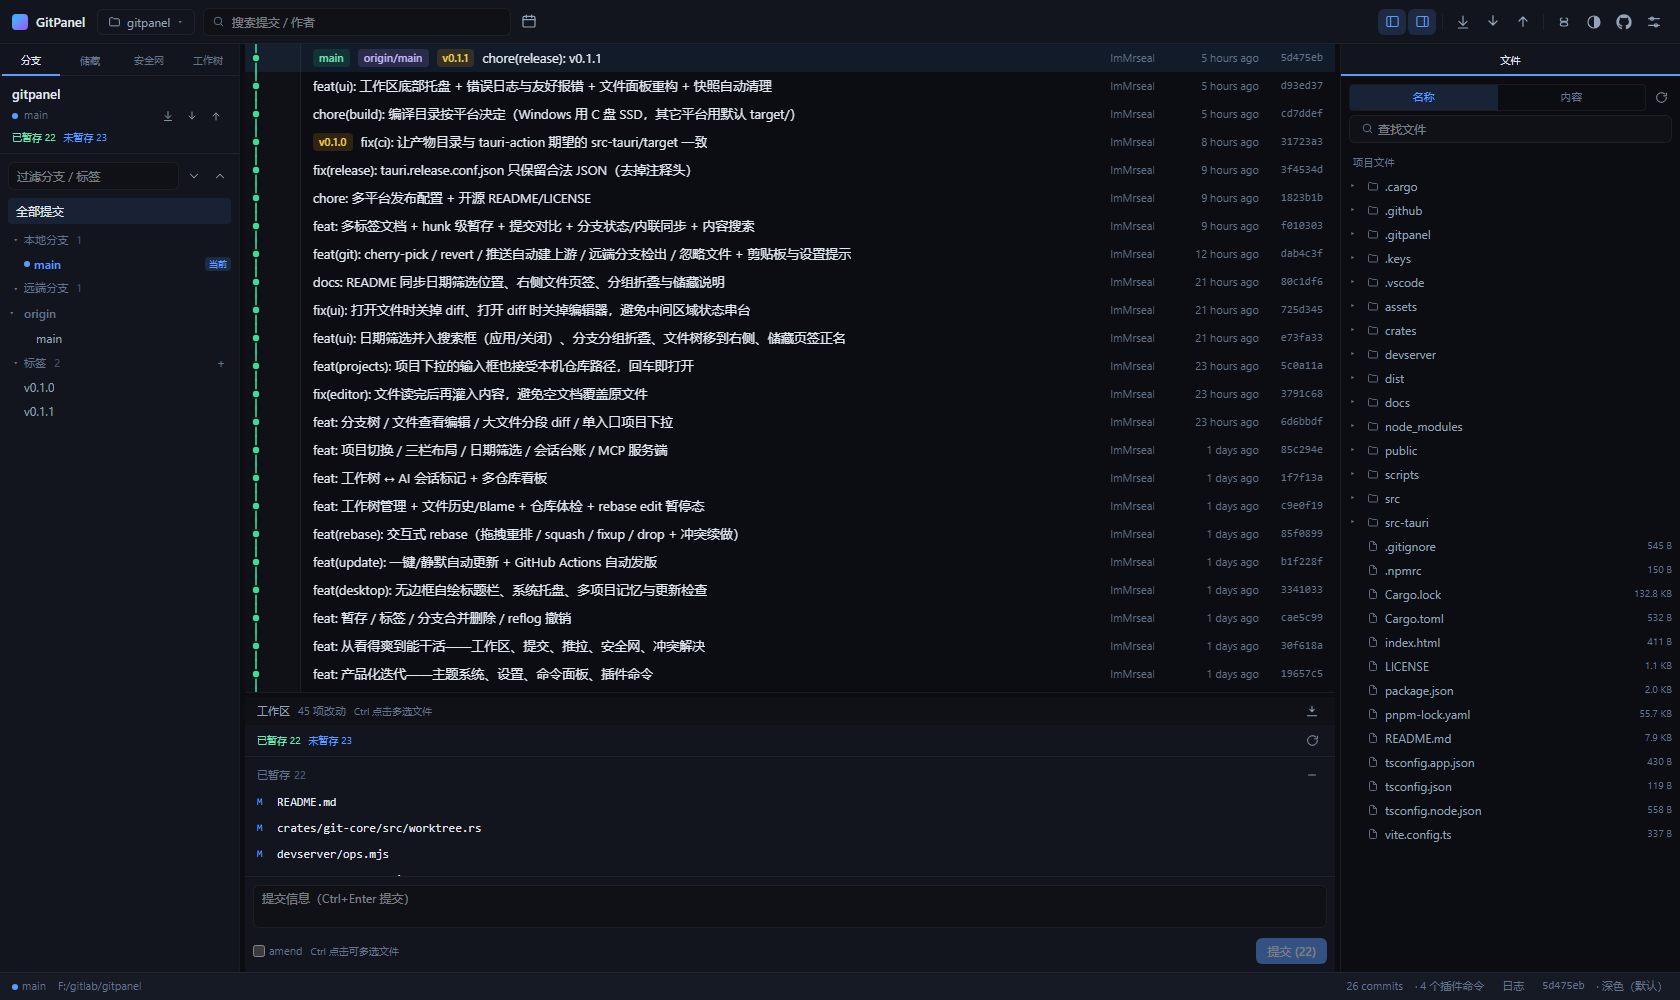 GitPanel
gitpanel
搜索提交 / 作者
分支 储藏 安全网 工作树
gitpanel
main
已暂存 22 未暂存 23
过滤分支 / 标签
全部提交
本地分支 1
main 当前
远端分支 1
origin
main
标签 2 +
v0.1.0
v0.1.1
main origin/main v0.1.1 chore(release): v0.1.1 ImMrseal 5 hours ago 5d475eb
feat(ui): 工作区底部托盘 + 错误日志与友好报错 + 文件面板重构 + 快照自动清理 ImMrseal 5 hours ago d93ed37
chore(build): 编译目录按平台决定（Windows 用 C 盘 SSD，其它平台用默认 target/） ImMrseal 5 hours ago cd7ddef
v0.1.0 fix(ci): 让产物目录与 tauri-action 期望的 src-tauri/target 一致 ImMrseal 8 hours ago 31723a3
fix(release): tauri.release.conf.json 只保留合法 JSON（去掉注释头） ImMrseal 9 hours ago 3f4534d
chore: 多平台发布配置 + 开源 README/LICENSE ImMrseal 9 hours ago 1823b1b
feat: 多标签文档 + hunk 级暂存 + 提交对比 + 分支状态/内联同步 + 内容搜索 ImMrseal 9 hours ago f010303
feat(git): cherry-pick / revert / 推送自动建上游 / 远端分支检出 / 忽略文件 + 剪贴板与设置提示 ImMrseal 12 hours ago dab4c3f
docs: README 同步日期筛选位置、右侧文件页签、分组折叠与储藏说明 ImMrseal 21 hours ago 80c1df6
fix(ui): 打开文件时关掉 diff、打开 diff 时关掉编辑器，避免中间区域状态串台 ImMrseal 21 hours ago 725d345
feat(ui): 日期筛选并入搜索框（应用/关闭）、分支分组折叠、文件树移到右侧、储藏页签正名 ImMrseal 21 hours ago e73fa33
feat(projects): 项目下拉的输入框也接受本机仓库路径，回车即打开 ImMrseal 23 hours ago 5c0a11a
fix(editor): 文件读完后再灌入内容，避免空文档覆盖原文件 ImMrseal 23 hours ago 3791c68
feat: 分支树 / 文件查看编辑 / 大文件分段 diff / 单入口项目下拉 ImMrseal 23 hours ago 6d6bbdf
feat: 项目切换 / 三栏布局 / 日期筛选 / 会话台账 / MCP 服务端 ImMrseal 1 days ago 85c294e
feat: 工作树 ↔ AI 会话标记 + 多仓库看板 ImMrseal 1 days ago 1f7f13a
feat: 工作树管理 + 文件历史/Blame + 仓库体检 + rebase edit 暂停态 ImMrseal 1 days ago c9e0f19
feat(rebase): 交互式 rebase（拖拽重排 / squash / fixup / drop + 冲突续做） ImMrseal 1 days ago 85f0899
feat(update): 一键/静默自动更新 + GitHub Actions 自动发版 ImMrseal 1 days ago b1f228f
feat(desktop): 无边框自绘标题栏、系统托盘、多项目记忆与更新检查 ImMrseal 1 days ago 3341033
feat: 暂存 / 标签 / 分支合并删除 / reflog 撤销 ImMrseal 1 days ago cae5c99
feat: 从看得爽到能干活——工作区、提交、推拉、安全网、冲突解决 ImMrseal 1 days ago 30f618a
feat: 产品化迭代——主题系统、设置、命令面板、插件命令 ImMrseal 1 days ago 19657c5
工作区 45 项改动 Ctrl 点击多选文件
已暂存 22 未暂存 23
已暂存 22
M README.md
M crates/git-core/src/worktree.rs
M devserver/ops.mjs
提交信息（Ctrl+Enter 提交）
amend Ctrl 点击可多选文件
提交 (22)
文件
名称 内容
查找文件
项目文件
.cargo
.github
.gitpanel
.keys
.vscode
assets
crates
devserver
dist
docs
node_modules
public
scripts
src
src-tauri
.gitignore 545 B
.npmrc 150 B
Cargo.lock 132.8 KB
Cargo.toml 532 B
index.html 411 B
LICENSE 1.1 KB
package.json 2.0 KB
pnpm-lock.yaml 55.7 KB
README.md 7.9 KB
tsconfig.app.json 430 B
tsconfig.json 119 B
tsconfig.node.json 558 B
vite.config.ts 337 B
main F:/gitlab/gitpanel
26 commits · 4 个插件命令 日志 5d475eb · 深色（默认）